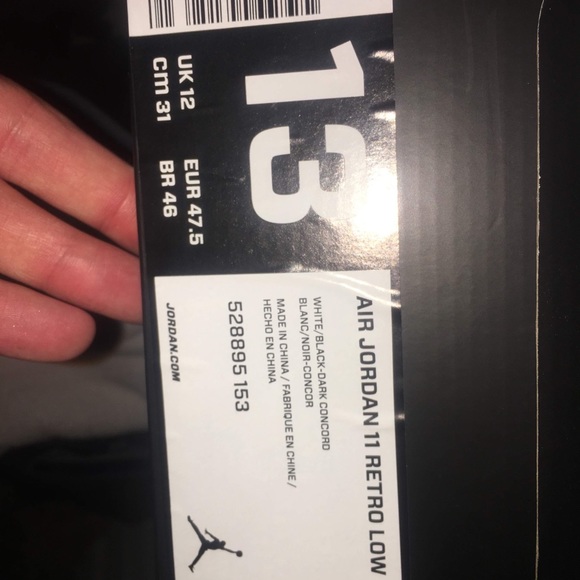 13
UK 12
EUR 47.5
cm 31
BR 46
AIR JORDAN 11 RETRO LOW
WHITE/BLACK-DARK CONCORD
BLANC/NOIR-CONCOR
MADE IN CHINA / FABRIQUE EN CHINE /
HECHO EN CHINA
528895 153
JORDAN.COM